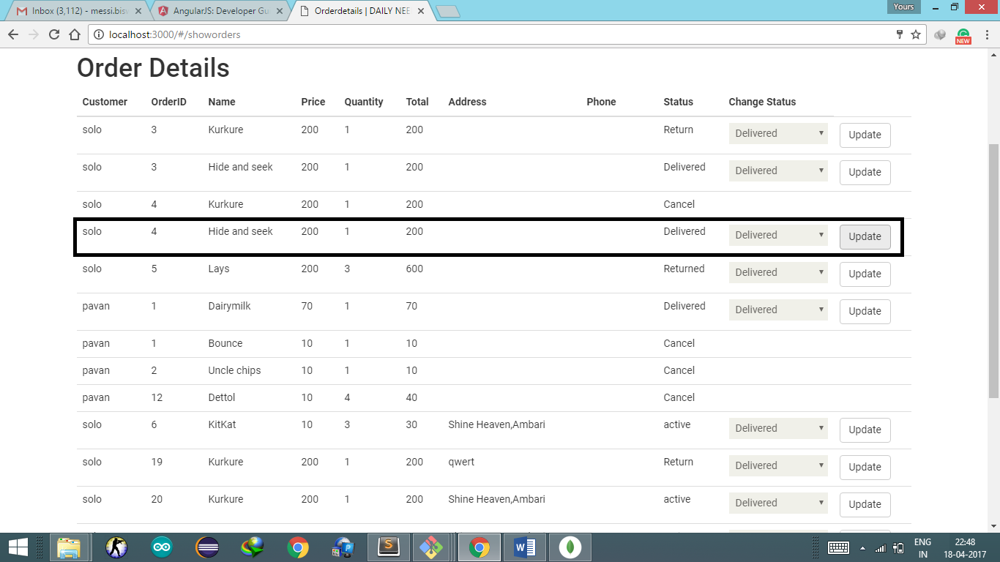 Inbox (3,112) - messi.bisw
AngularJS: Developer Gui
Orderdetails | DAILY NEE
Yours
localhost:3000/#/showorders
NEW
Order Details
Customer OrderID Name Price Quantity Total Address Phone Status Change Status
solo 3 Kurkure 200 1 200 Return Delivered Update
solo 3 Hide and seek 200 1 200 Delivered Delivered Update
solo 4 Kurkure 200 1 200 Cancel
solo 4 Hide and seek 200 1 200 Delivered Delivered Update
solo 5 Lays 200 3 600 Returned Delivered Update
pavan 1 Dairymilk 70 1 70 Delivered Delivered Update
pavan 1 Bounce 10 1 10 Cancel
pavan 2 Uncle chips 10 1 10 Cancel
pavan 12 Dettol 10 4 40 Cancel
solo 6 KitKat 10 3 30 Shine Heaven,Ambari active Delivered Update
solo 19 Kurkure 200 1 200 qwert Return Delivered Update
solo 20 Kurkure 200 1 200 Shine Heaven,Ambari active Delivered Update
ENG 22:48
IN 18-04-2017